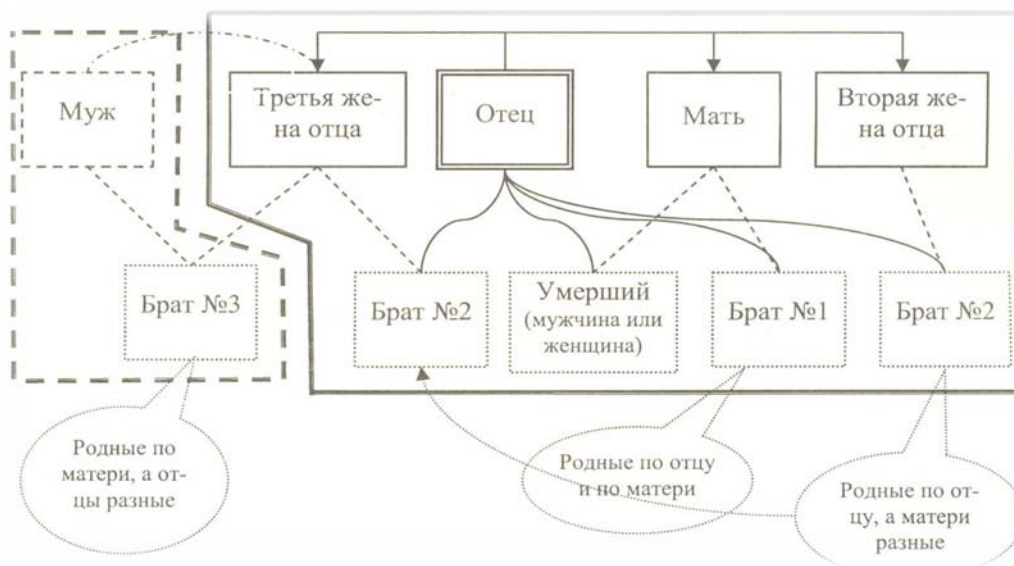 Муж
Третья же-
на отца
Отец
Мать
Вторая же-
на отца
Брат №3
Брат №2
Умерший
(мужчина или
женщина)
Брат №1
Брат №2
Родные по
матери, а от-
цы разные
Родные по отцу
и по матери
Родные по от-
цу, а матери
разные